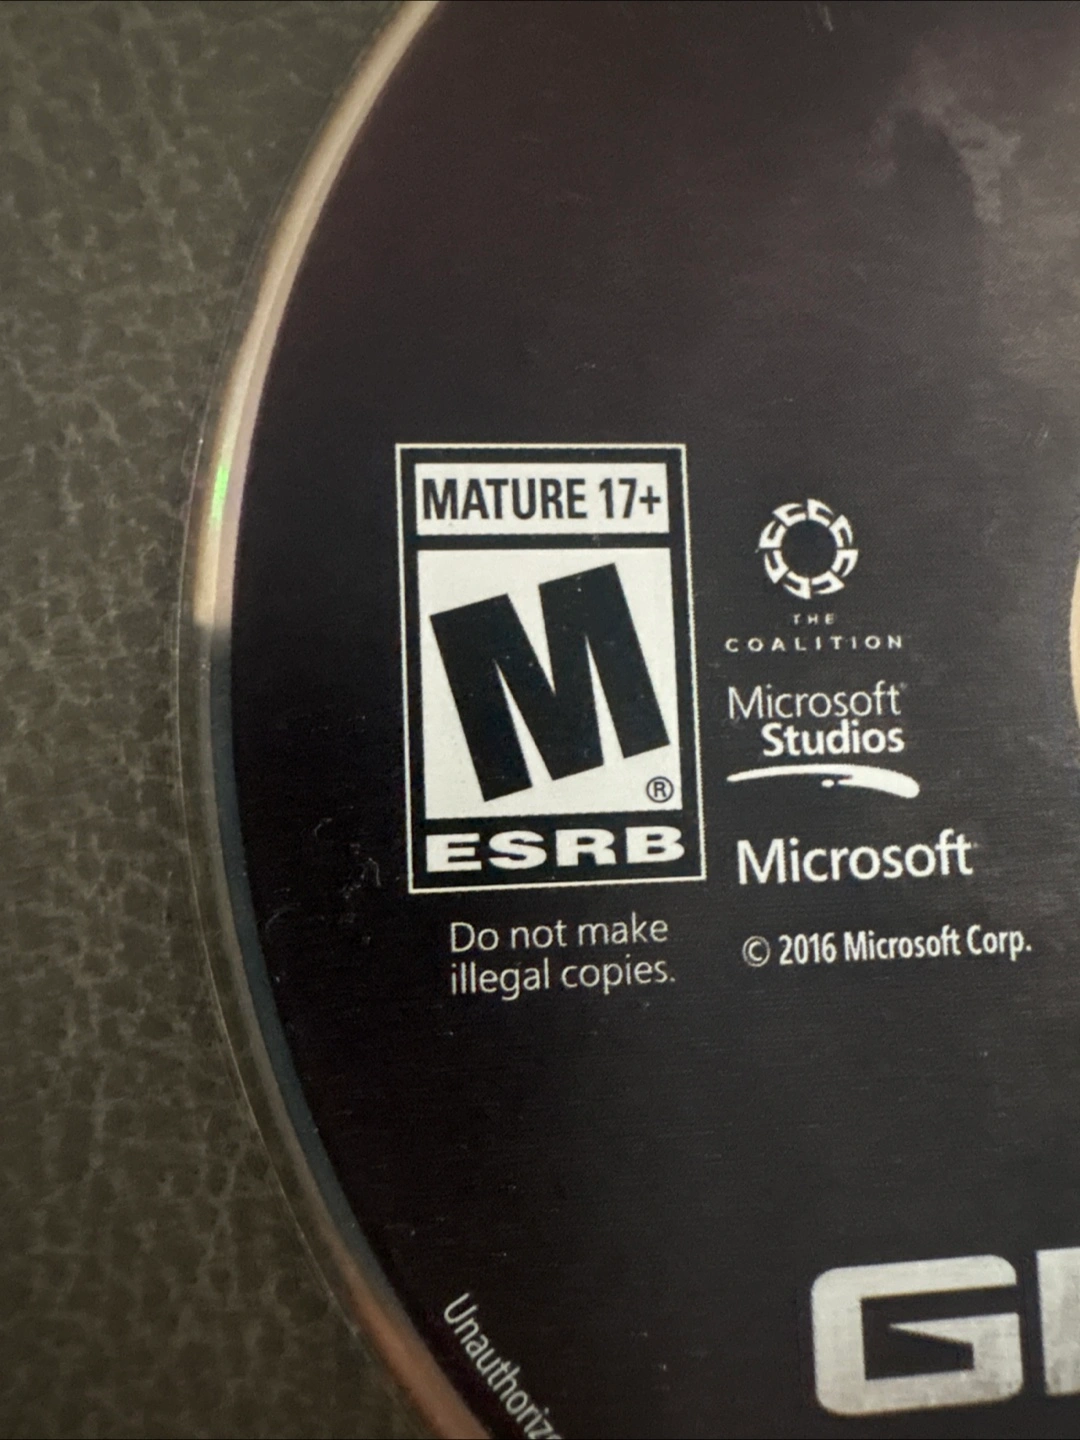 MATURE 17+
M
®
ESRB
Do not make
illegal copies.
THE
COALITION
Microsoft®
Studios
Microsoft
© 2016 Microsoft Corp.
G